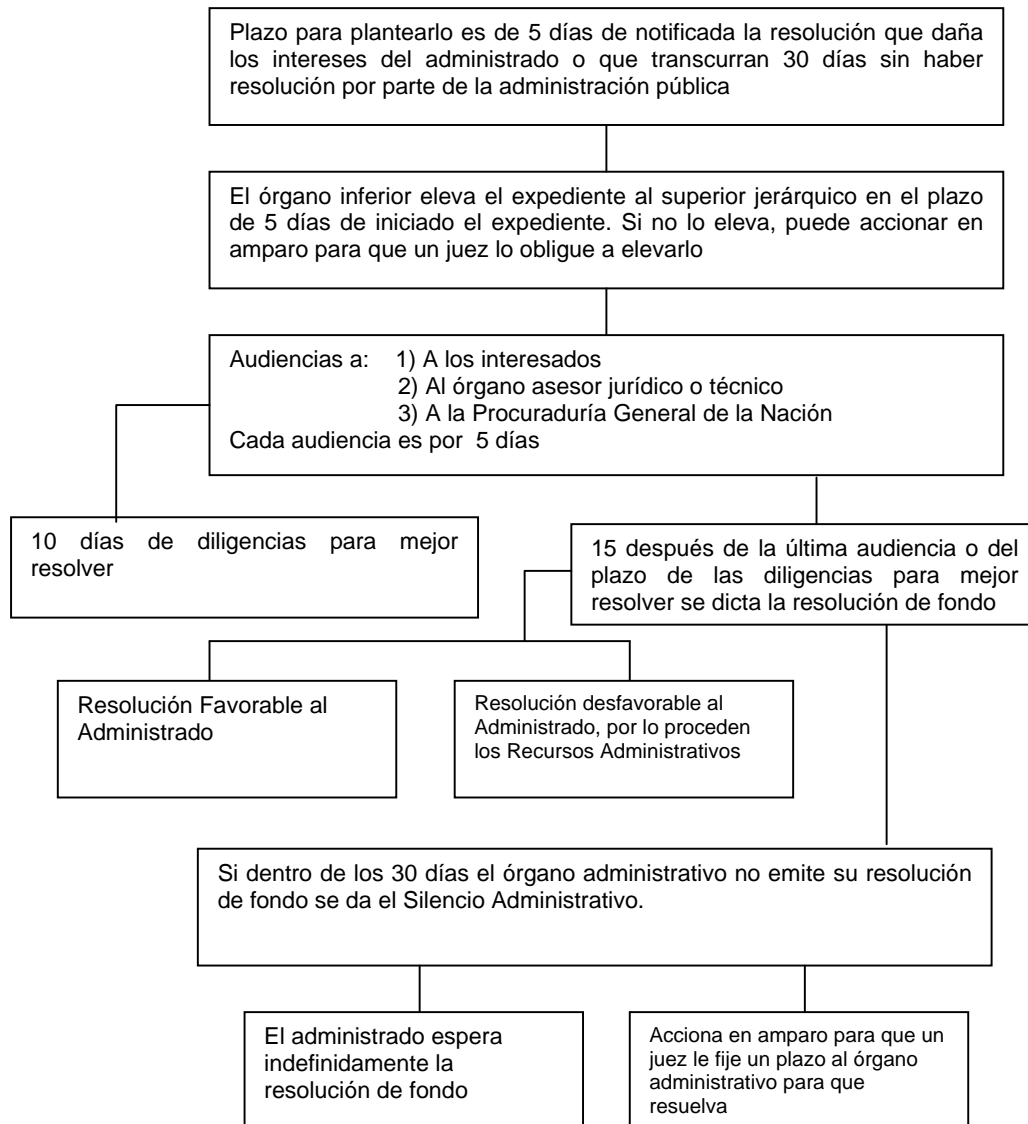 Plazo para plantearlo es de 5 días de notificada la resolución que daña
los intereses del administrado o que transcurran 30 días sin haber
resolución por parte de la administración pública
El órgano inferior eleva el expediente al superior jerárquico en el plazo
de 5 días de iniciado el expediente. Si no lo eleva, puede accionar en
amparo para que un juez lo obligue a elevarlo
Audiencias a: 1) A los interesados
2) Al órgano asesor jurídico o técnico
3) A la Procuraduría General de la Nación
Cada audiencia es por 5 días
10 días de diligencias para mejor
resolver
15 después de la última audiencia o del
plazo de las diligencias para mejor
resolver se dicta la resolución de fondo
Resolución Favorable al
Administrado
Resolución desfavorable al
Administrado, por lo proceden
los Recursos Administrativos
Si dentro de los 30 días el órgano administrativo no emite su resolución
de fondo se da el Silencio Administrativo.
El administrado espera
indefinidamente la
resolución de fondo
Acciona en amparo para que un
juez le fije un plazo al órgano
administrativo para que
resuelva